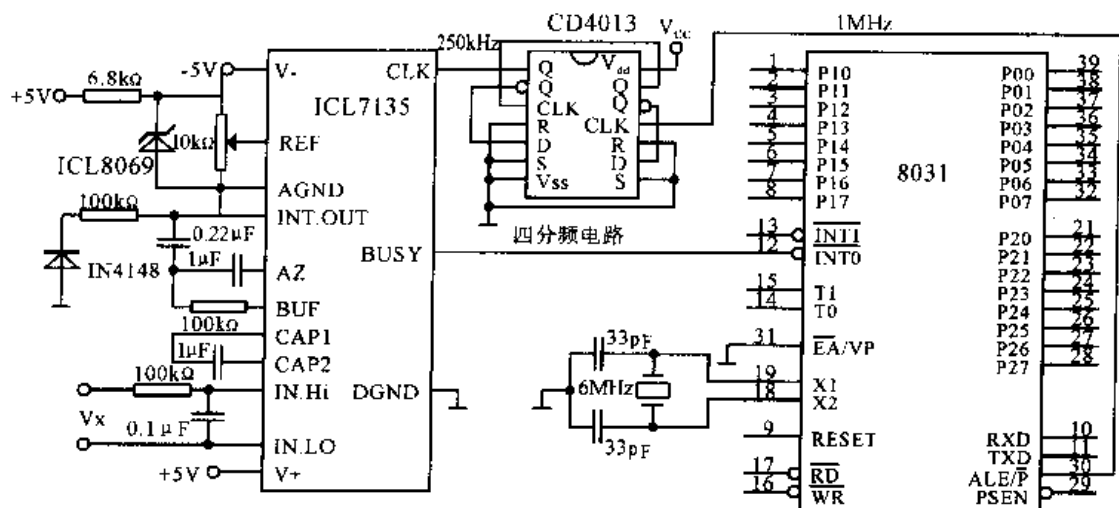 CD4013
Vcc
1MHz
250kHz
-5V
V-
CLK
6.8kΩ
+5V
ICL7135
10kΩ
REF
ICL8069
AGND
100kΩ
INT.OUT
0.22μF
BUSY
IN4148
1μF
AZ
BUF
100kΩ
CAP1
1μF
CAP2
100kΩ
IN.Hi
DGND
Vx
0.1μF
IN.LO
+5V
V+
Q
Q
CLK
R
D
S
Vss
Vdd
Q
Q
CLK
R
D
S
四分频电路
33pF
6MHz
33pF
8031
1 P10
2 P11
3 P12
4 P13
5 P14
6 P15
7 P16
8 P17
13 INT1
12 INT0
15 T1
14 T0
31 EA/VP
19 X1
18 X2
9 RESET
17 RD
16 WR
P00 39
P01 38
P02 37
P03 36
P04 35
P05 34
P06 33
P07 32
P20 21
P21 22
P22 23
P23 24
P24 25
P25 26
P26 27
P27 28
RXD 10
TXD 11
ALE/P 30
PSEN 29